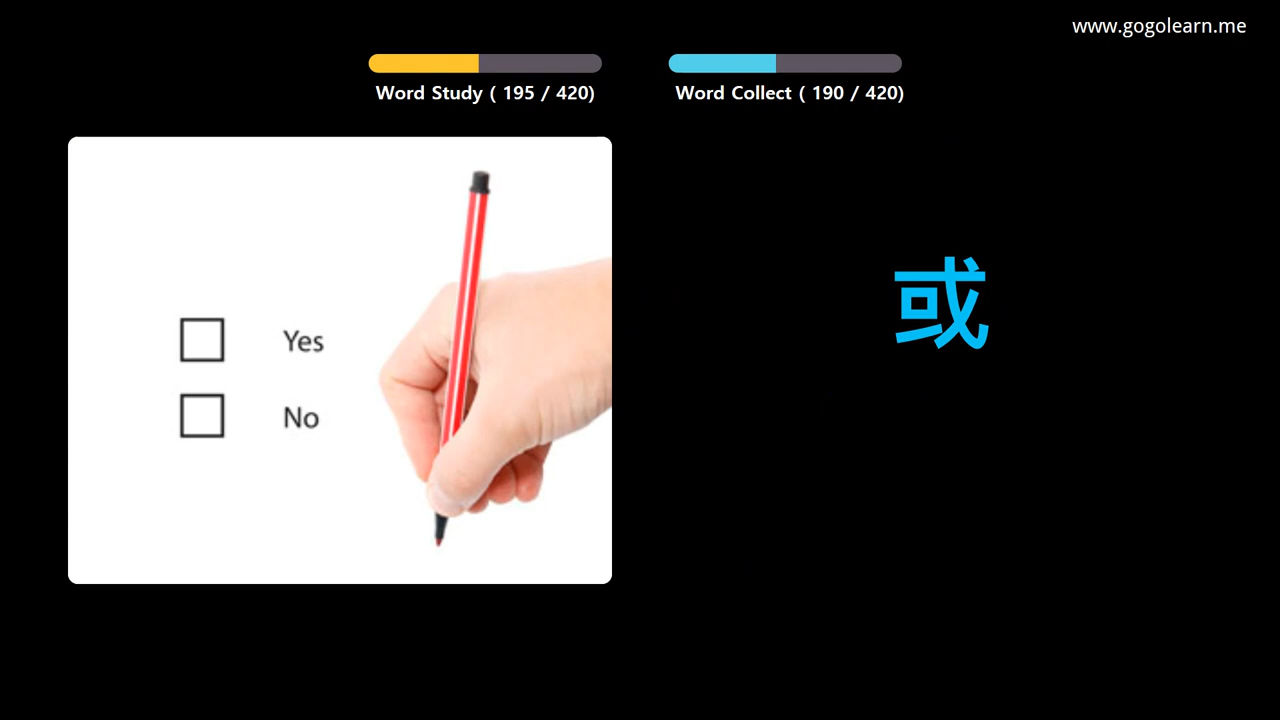 www.gogolearn.me
Word Study ( 195 / 420)
Word Collect ( 190 / 420)
Yes
No
或